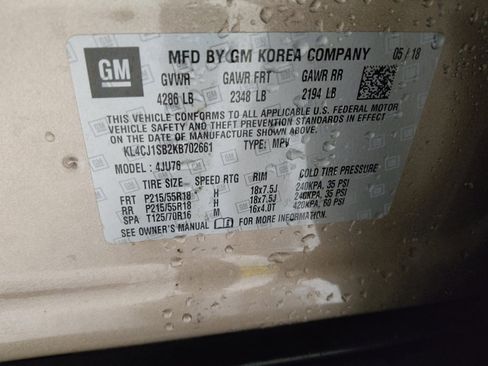 GM
MFD BY GM KOREA COMPANY 05 / 18
GVWR GAWR FRT GAWR RR
4286 LB 2348 LB 2194 LB
THIS VEHICLE CONFORMS TO ALL APPLICABLE U.S. FEDERAL MOTOR
VEHICLE SAFETY AND THEFT PREVENTION STANDARDS IN EFFECT
ON THE DATE OF MANUFACTURE SHOWN ABOVE.
KL4CJ1SB2KB702661 TYPE: MPV
MODEL : 4JU76
TIRE SIZE SPEED RTG RIM COLD TIRE PRESSURE
FRT P215/55R18 H 18x7.5J 240KPA, 35 PSI
RR P215/55R18 H 18x7.5J 240KPA, 35 PSI
SPA T125/70R16 M 16x4.0T 420KPA, 60 PSI
SEE OWNER'S MANUAL FOR MORE INFORMATION.